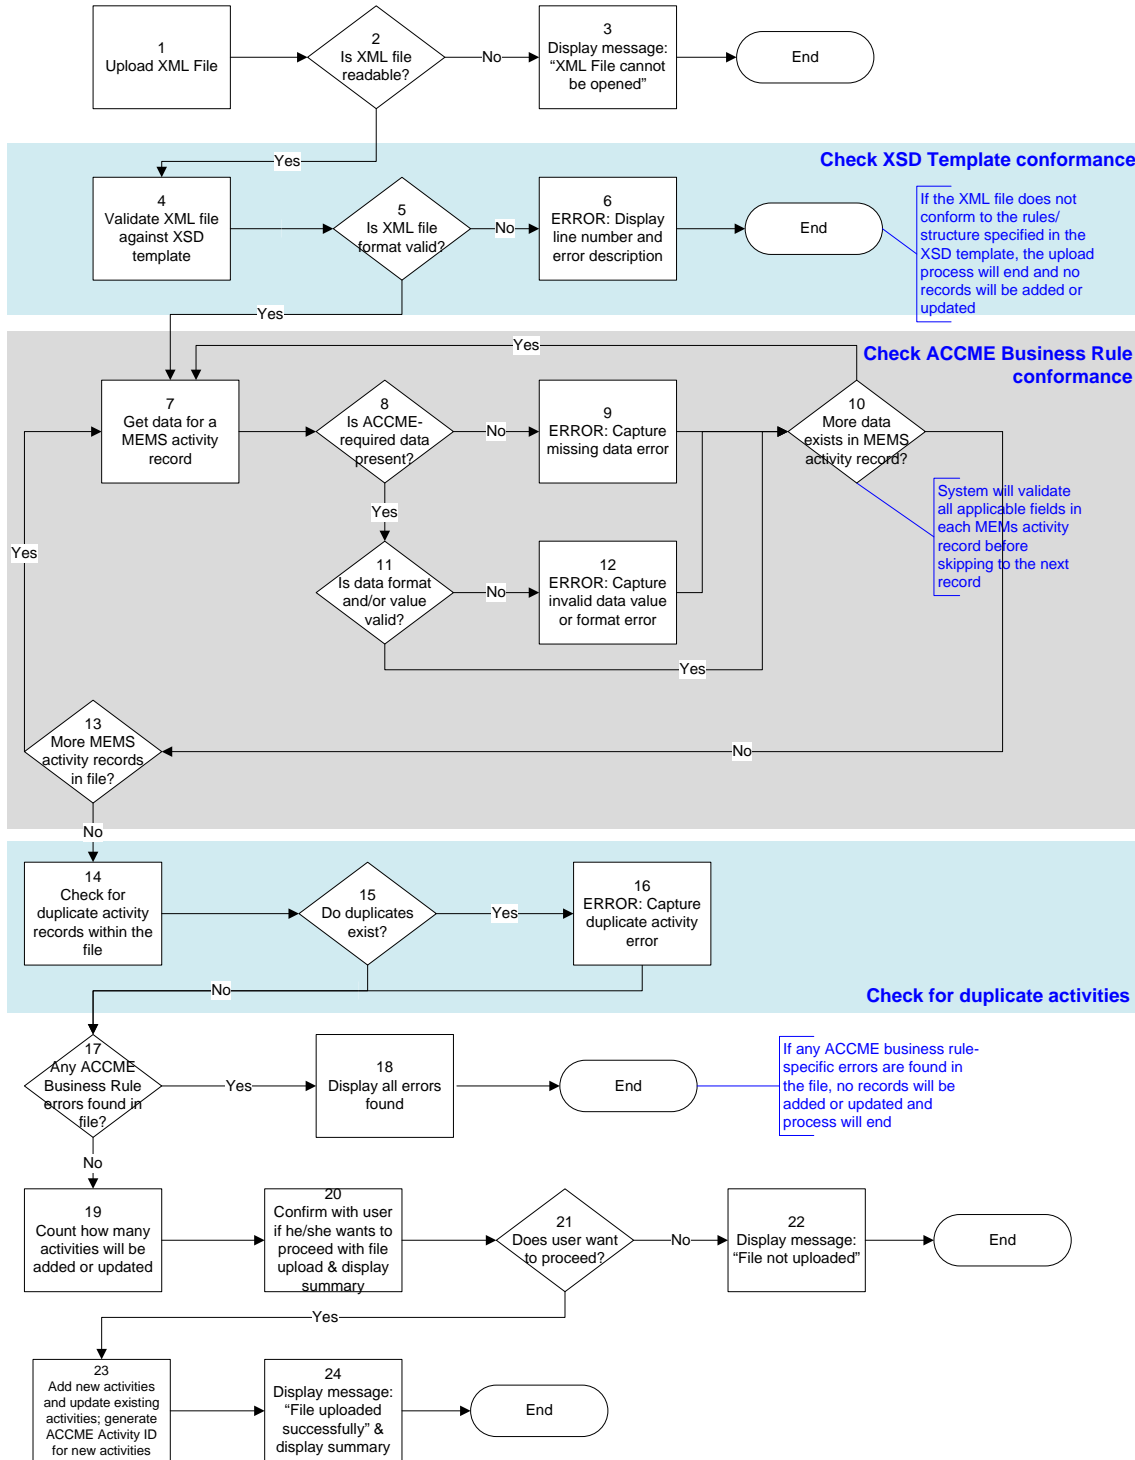 1
Upload XML File
2
Is XML file
readable?
No
3
Display message:
“XML File cannot
be opened”
End
Yes
Check XSD Template conformance
4
Validate XML file
against XSD
template
5
Is XML file
format valid?
No
6
ERROR: Display
line number and
error description
End
If the XML file does not
conform to the rules/
structure specified in the
XSD template, the upload
process will end and no
records will be added or
updated
Yes
Yes
Check ACCME Business Rule
conformance
7
Get data for a
MEMS activity
record
8
Is ACCME-
required data
present?
No
9
ERROR: Capture
missing data error
10
More data
exists in MEMS
activity record?
System will validate
all applicable fields in
each MEMs activity
record before
skipping to the next
record
Yes
Yes
11
Is data format
and/or value
valid?
No
12
ERROR: Capture
invalid data value
or format error
Yes
13
More MEMS
activity records
in file?
No
No
14
Check for
duplicate activity
records within the
file
15
Do duplicates
exist?
Yes
16
ERROR: Capture
duplicate activity
error
No
Check for duplicate activities
17
Any ACCME
Business Rule
errors found in
file?
Yes
18
Display all errors
found
End
If any ACCME business rule-
specific errors are found in
the file, no records will be
added or updated and
process will end
No
19
Count how many
activities will be
added or updated
20
Confirm with user
if he/she wants to
proceed with file
upload & display
summary
21
Does user want
to proceed?
No
22
Display message:
“File not uploaded”
End
Yes
23
Add new activities
and update existing
activities; generate
ACCME Activity ID
for new activities
24
Display message:
“File uploaded
successfully” &
display summary
End